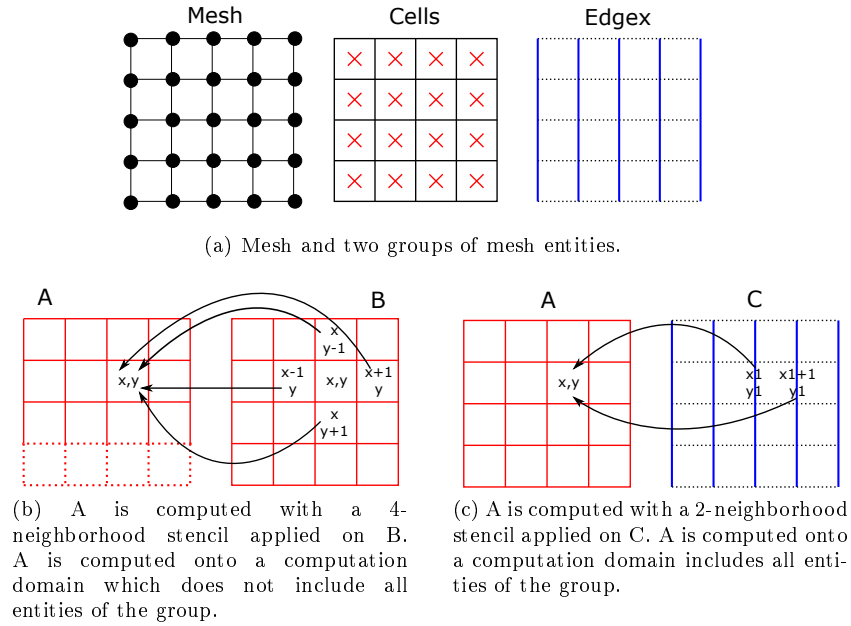 Mesh Cells Edgex
(a) Mesh and two groups of mesh entities.
A B
x
y-1
x,y
x-1
y
x,y
x+1
y
x
y+1
(b) A is computed with a 4-
neighborhood stencil applied on B.
A is computed onto a computation
domain which does not include all
entities of the group.
A C
x,y
x1
y1
x1+1
y1
(c) A is computed with a 2-neighborhood
stencil applied on C. A is computed onto
a computation domain includes all enti-
ties of the group.